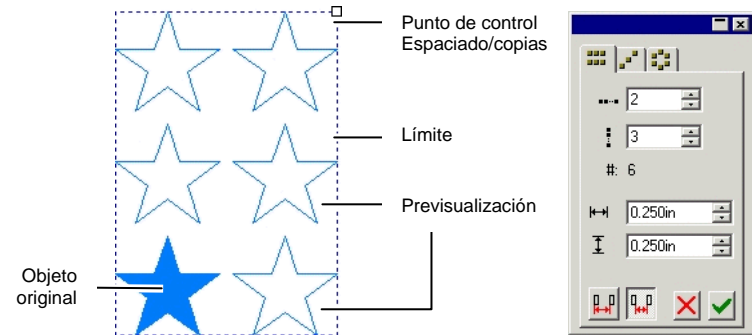 Punto de control
Espaciado/copias
Límite
Previsualización
Objeto
original
2
3
#: 6
0.250in
0.250in